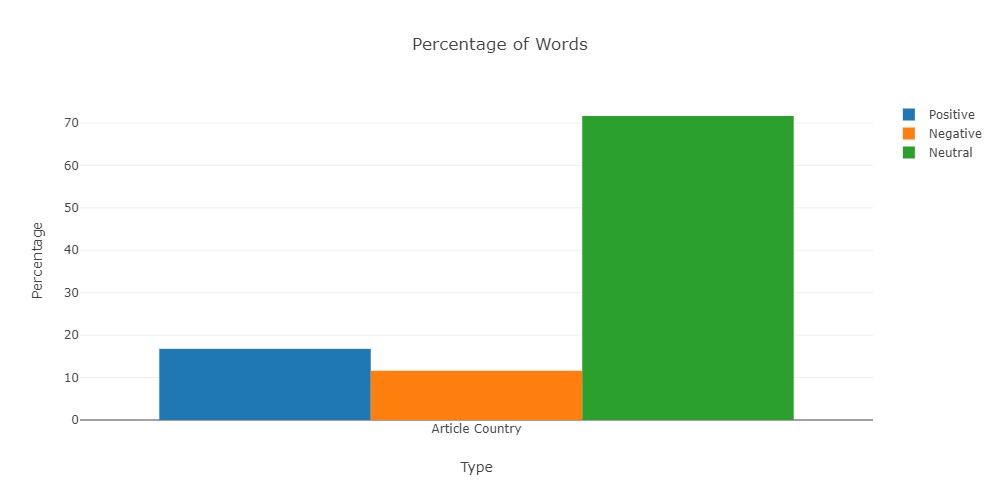 Percentage of Words
Positive
Negative
Neutral
Percentage
70
60
50
40
30
20
10
0
Article Country
Type